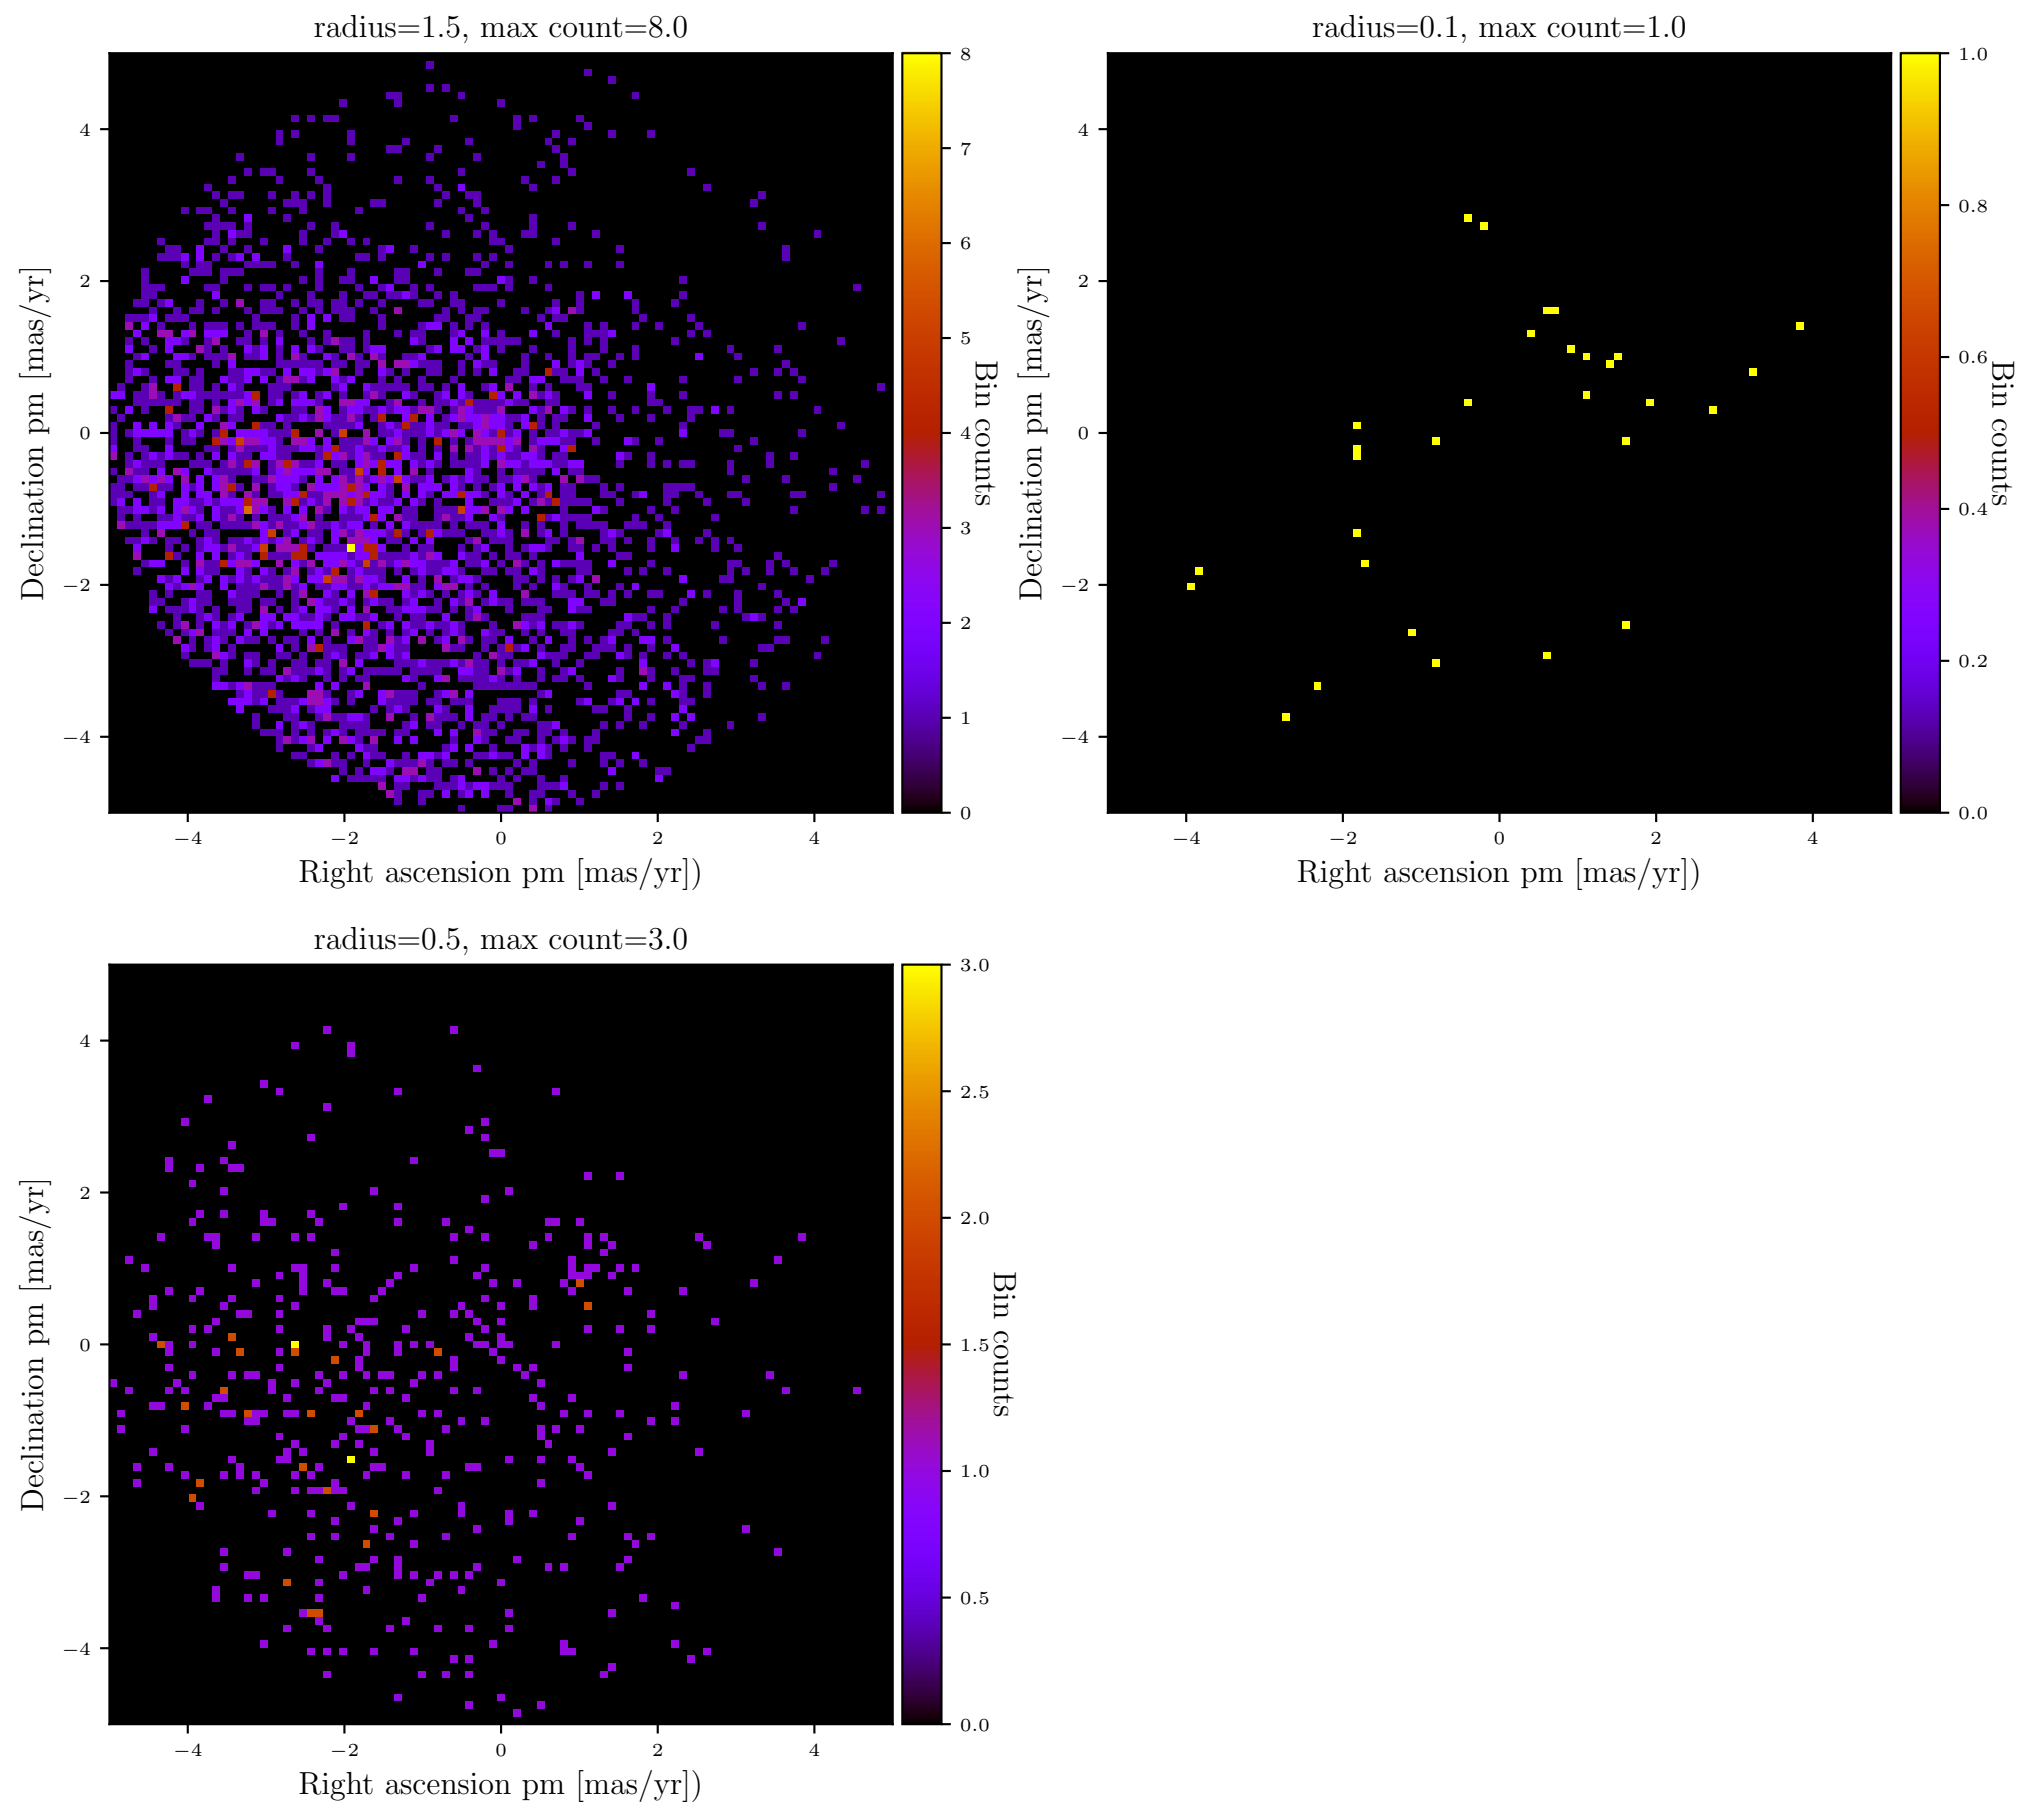 radius=1.5, max count=8.0
4
2
0
−2
−4
Declination pm [mas/yr]
−4 −2 0 2 4
Right ascension pm [mas/yr])
8
7
6
5
4
3
2
1
0
Bin counts
radius=0.1, max count=1.0
4
2
0
−2
−4
Declination pm [mas/yr]
−4 −2 0 2 4
Right ascension pm [mas/yr])
1.0
0.8
0.6
0.4
0.2
0.0
Bin counts
radius=0.5, max count=3.0
4
2
0
−2
−4
Declination pm [mas/yr]
−4 −2 0 2 4
Right ascension pm [mas/yr])
3.0
2.5
2.0
1.5
1.0
0.5
0.0
Bin counts